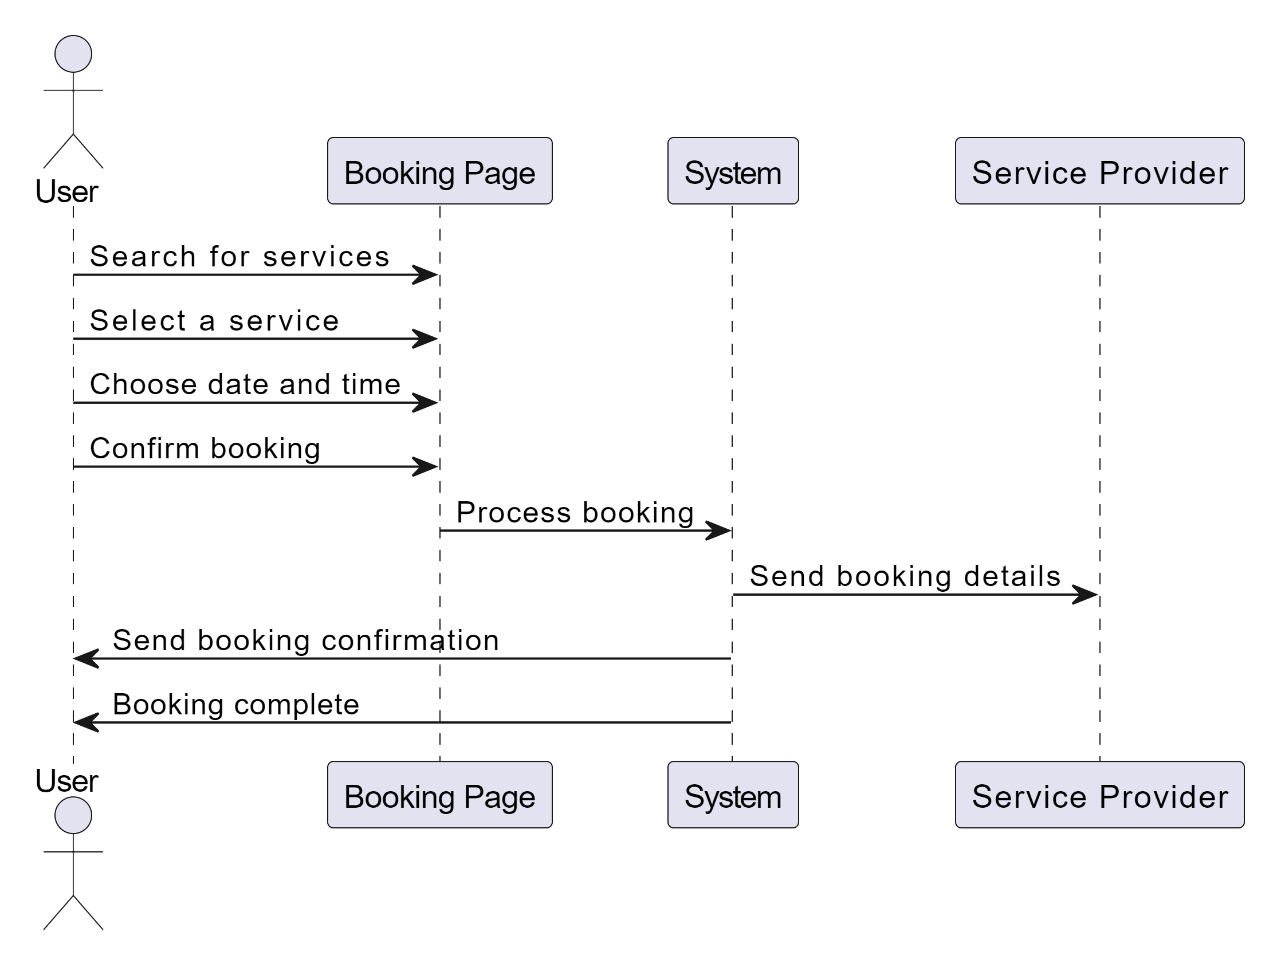 User
Booking Page
System
Service Provider
Search for services
Select a service
Choose date and time
Confirm booking
Process booking
Send booking details
Send booking confirmation
Booking complete
User
Booking Page
System
Service Provider